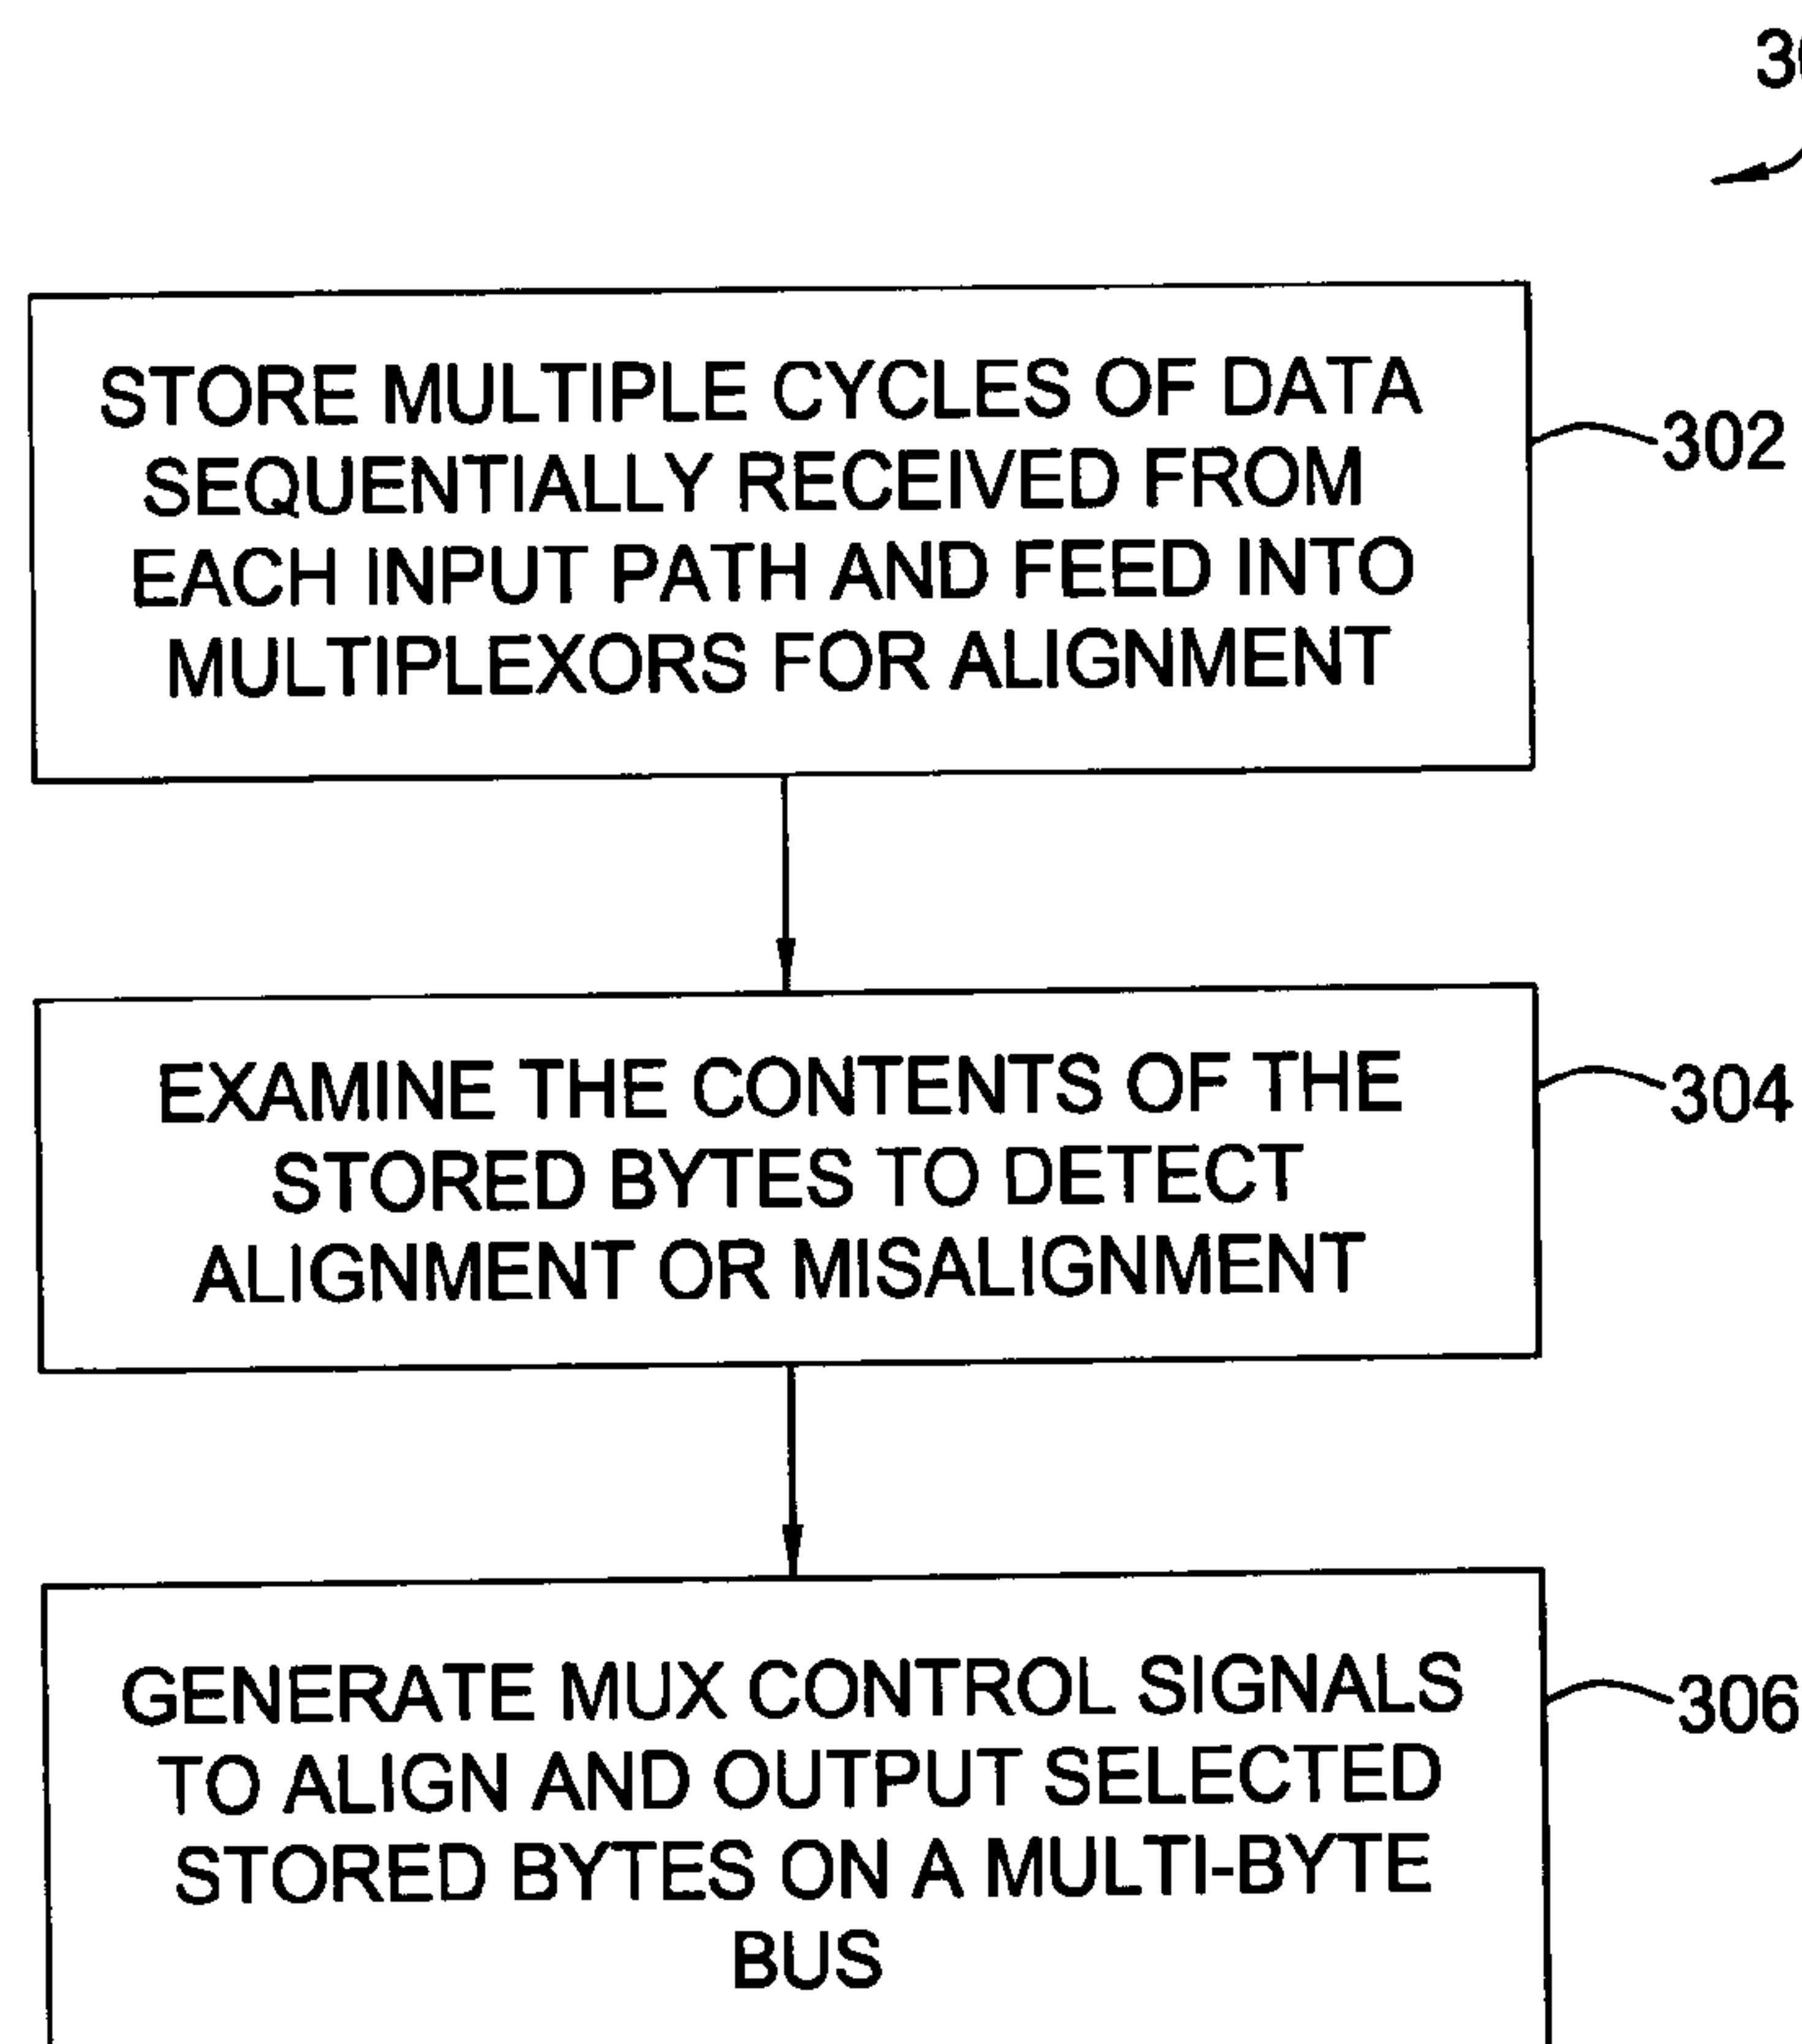 STORE MULTIPLE CYCLES OF DATA
SEQUENTIALLY RECEIVED FROM
EACH INPUT PATH AND FEED INTO
MULTIPLEXORS FOR ALIGNMENT
302
EXAMINE THE CONTENTS OF THE
STORED BYTES TO DETECT
ALIGNMENT OR MISALIGNMENT
304
GENERATE MUX CONTROL SIGNALS
TO ALIGN AND OUTPUT SELECTED
STORED BYTES ON A MULTI-BYTE
BUS
306